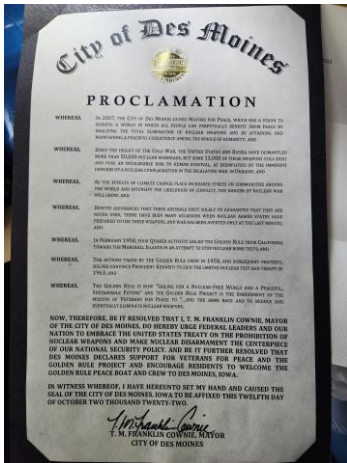 City of Des Moines
PROCLAMATION
WHEREAS, IN 2007, THE CITY OF DES MOINES JOINED MAYORS FOR PEACE, WHICH HAS A VISION TO
ACHIEVE A WORLD IN WHICH ALL PEOPLE CAN PERPETUALLY BENEFIT FROM PEACE BY
REALIZING THE TOTAL ELIMINATION OF NUCLEAR WEAPONS AND BY ATTAINING AND
MAINTAINING A PEACEFUL COEXISTENCE AMONG THE WHOLE OF HUMANITY; AND
WHEREAS, SINCE THE HEIGHT OF THE COLD WAR, THE UNITED STATES AND RUSSIA HAVE DISMANTLED
MORE THAN 50,000 NUCLEAR WARHEADS, BUT SOME 13,000 OF THESE WEAPONS STILL EXIST
AND POSE AN INTOLERABLE RISK TO HUMAN SURVIVAL, AS EXEMPLIFIED BY THE IMMINENT
DANGERS OF A NUCLEAR CONFLAGRATION IN THE ESCALATING WAR IN UKRAINE; AND
WHEREAS, AS THE EFFECTS OF CLIMATE CHANGE PLACE INCREASED STRESS ON COMMUNITIES AROUND
THE WORLD AND INTENSIFY THE LIKELIHOOD OF CONFLICT, THE DANGER OF NUCLEAR WAR
WILL GROW; AND
WHEREAS, DESPITE ASSURANCES THAT THESE ARSENALS EXIST SOLELY TO GUARANTEE THAT THEY ARE
NEVER USED, THERE HAVE BEEN MANY OCCASIONS WHEN NUCLEAR ARMED STATES HAVE
PREPARED TO USE THESE WEAPONS, AND WAR HAS BEEN AVERTED ONLY AT THE LAST MINUTE;
AND
WHEREAS, IN FEBRUARY 1958, FOUR QUAKER ACTIVISTS SAILED THE GOLDEN RULE FROM CALIFORNIA
TOWARD THE MARSHALL ISLANDS IN AN ATTEMPT TO STOP NUCLEAR BOMB TESTS; AND
WHEREAS, THE ACTIONS TAKEN BY THE GOLDEN RULE CREW IN 1958, AND SUBSEQUENT PROTESTS,
HELPED CONVINCE PRESIDENT KENNEDY TO SIGN THE LIMITED NUCLEAR TEST BAN TREATY OF
1963; AND
WHEREAS, THE GOLDEN RULE IS NOW "SAILING FOR A NUCLEAR-FREE WORLD AND A PEACEFUL,
SUSTAINABLE FUTURE" AND THE GOLDEN RULE PROJECT IS THE EMBODIMENT OF THE
MISSION OF VETERANS FOR PEACE TO "...END THE ARMS RACE AND TO REDUCE AND
EVENTUALLY ELIMINATE NUCLEAR WEAPONS.
NOW, THEREFORE, BE IT RESOLVED THAT I, T. M. FRANKLIN COWNIE, MAYOR
OF THE CITY OF DES MOINES, DO HEREBY URGE FEDERAL LEADERS AND OUR
NATION TO EMBRACE THE UNITED STATES TREATY ON THE PROHIBITION OF
NUCLEAR WEAPONS AND MAKE NUCLEAR DISARMAMENT THE CENTERPIECE
OF OUR NATIONAL SECURITY POLICY. AND BE IT FURTHER RESOLVED THAT
DES MOINES DECLARES SUPPORT FOR VETERANS FOR PEACE AND THE
GOLDEN RULE PROJECT AND ENCOURAGE RESIDENTS TO WELCOME THE
GOLDEN RULE PEACE BOAT AND CREW TO DES MOINES, IOWA.
IN WITNESS WHEREOF, I HAVE HEREUNTO SET MY HAND AND CAUSED THE
SEAL OF THE CITY OF DES MOINES, IOWA TO BE AFFIXED THIS TWELFTH DAY
OF OCTOBER TWO THOUSAND TWENTY-TWO.
T. M. Franklin Cownie
T. M. FRANKLIN COWNIE, MAYOR
CITY OF DES MOINES